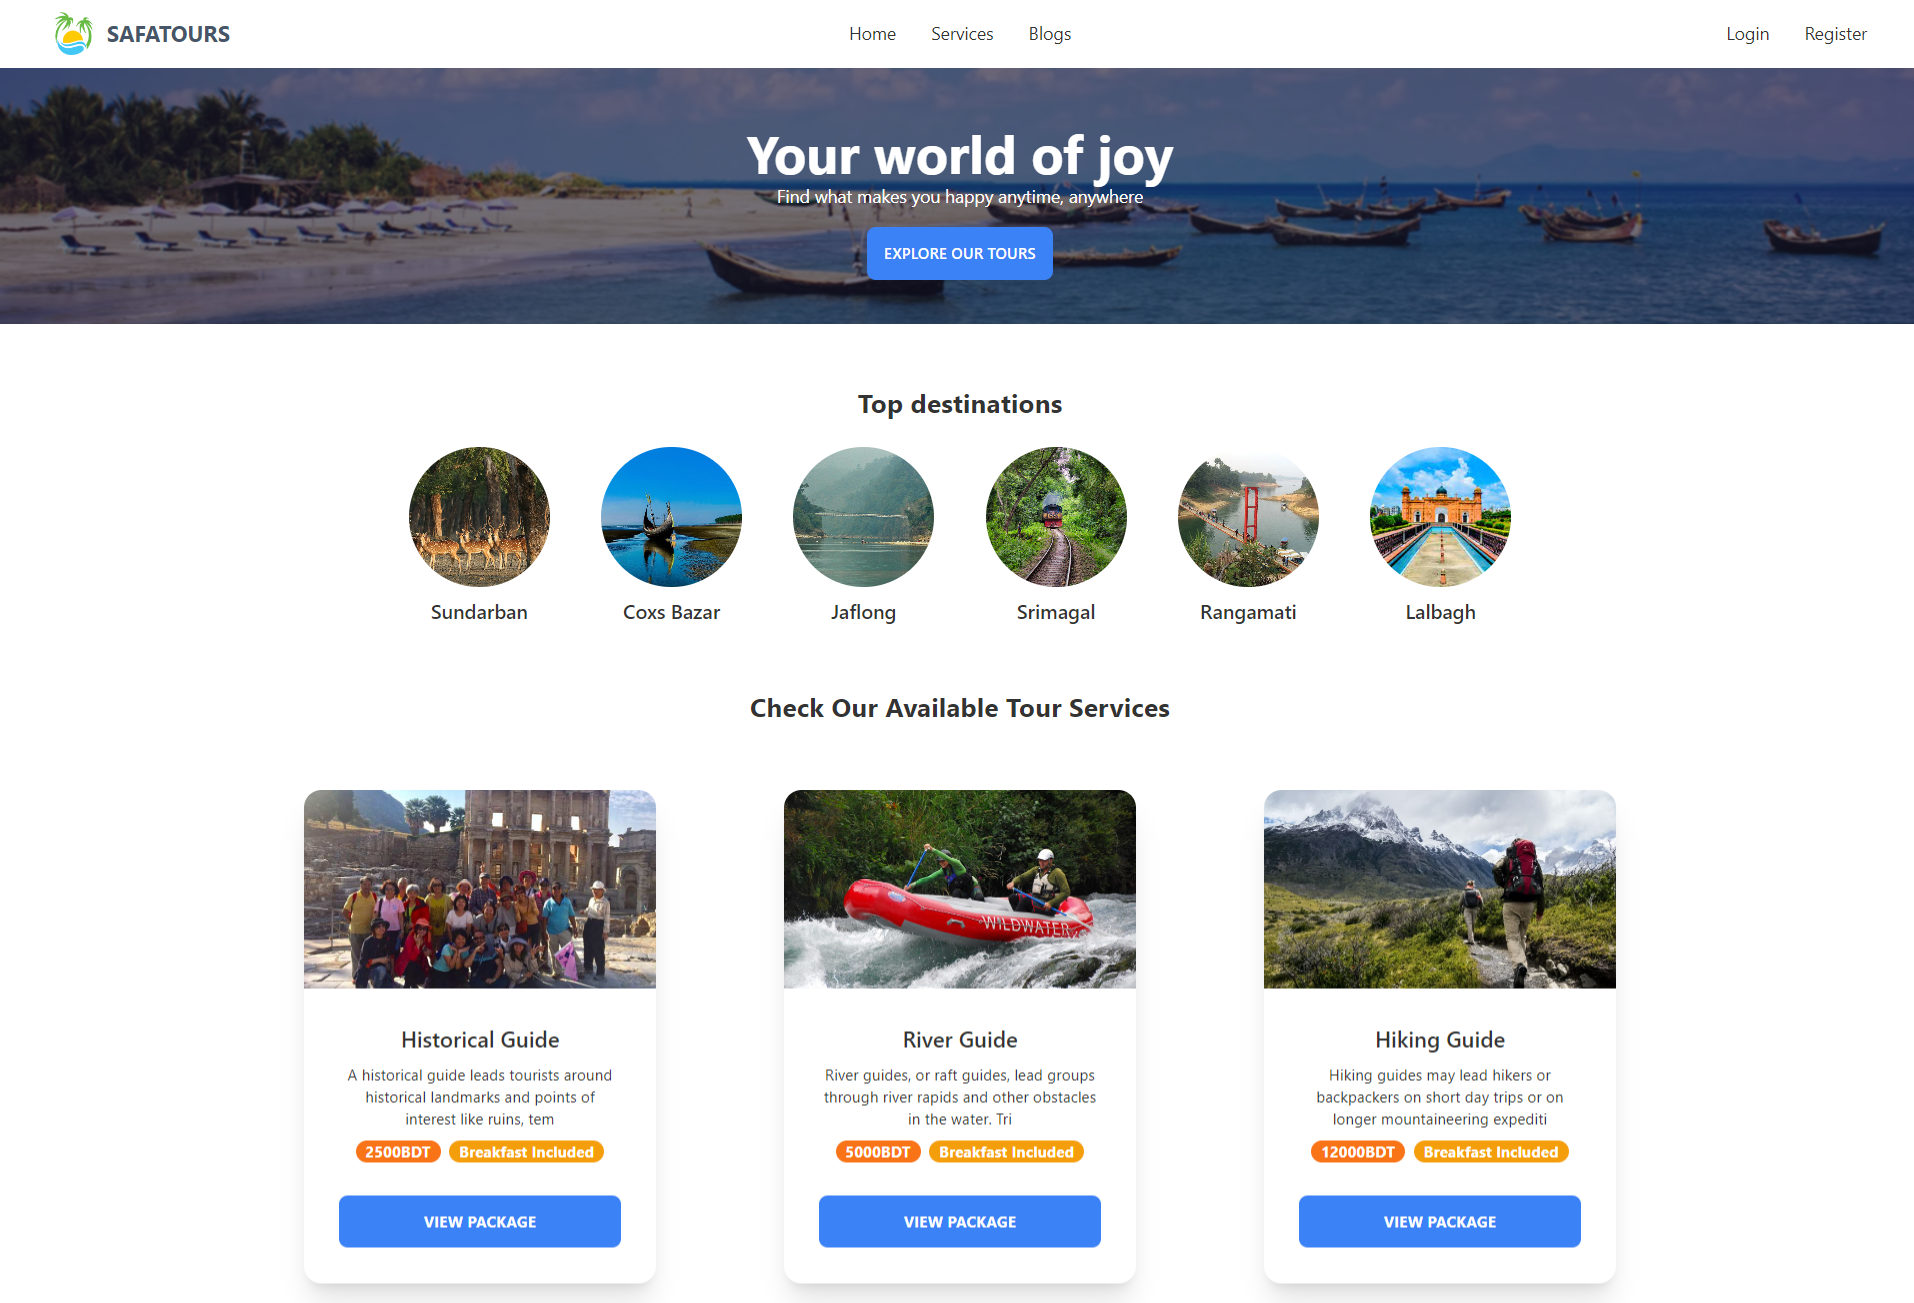 SAFATOURS
Home Services Blogs
Login Register
Your world of joy
Find what makes you happy anytime, anywhere
EXPLORE OUR TOURS
Top destinations
Sundarban
Coxs Bazar
Jaflong
Srimagal
Rangamati
Lalbagh
Check Our Available Tour Services
WILDWATER
Historical Guide
A historical guide leads tourists around
historical landmarks and points of
interest like ruins, tem
2500BDT Breakfast Included
VIEW PACKAGE
River Guide
River guides, or raft guides, lead groups
through river rapids and other obstacles
in the water. Tri
5000BDT Breakfast Included
VIEW PACKAGE
Hiking Guide
Hiking guides may lead hikers or
backpackers on short day trips or on
longer mountaineering expediti
12000BDT Breakfast Included
VIEW PACKAGE